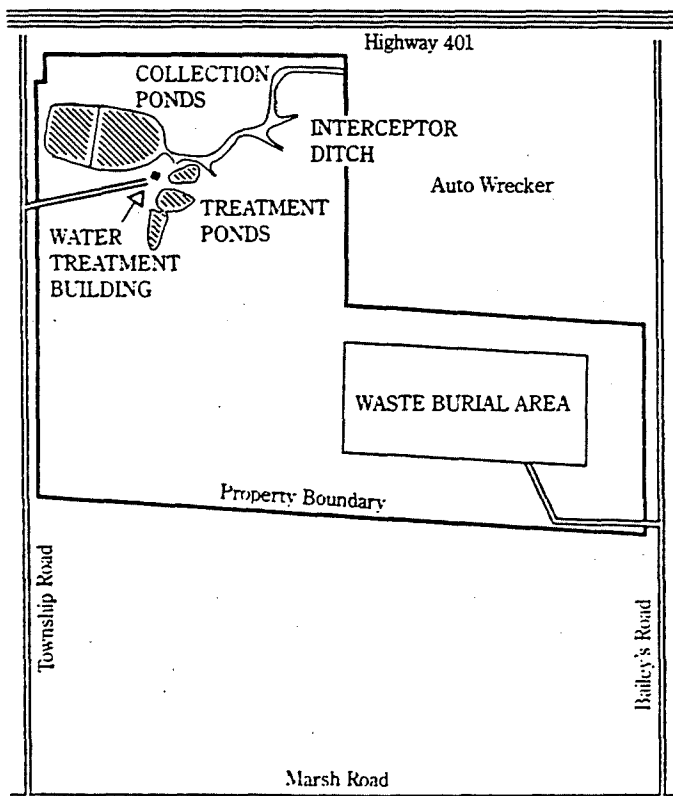 Highway 401
COLLECTION
PONDS
INTERCEPTOR
DITCH
Auto Wrecker
TREATMENT
PONDS
WATER
TREATMENT
BUILDING
WASTE BURIAL AREA
Property Boundary
Township Road
Bailey's Road
Marsh Road